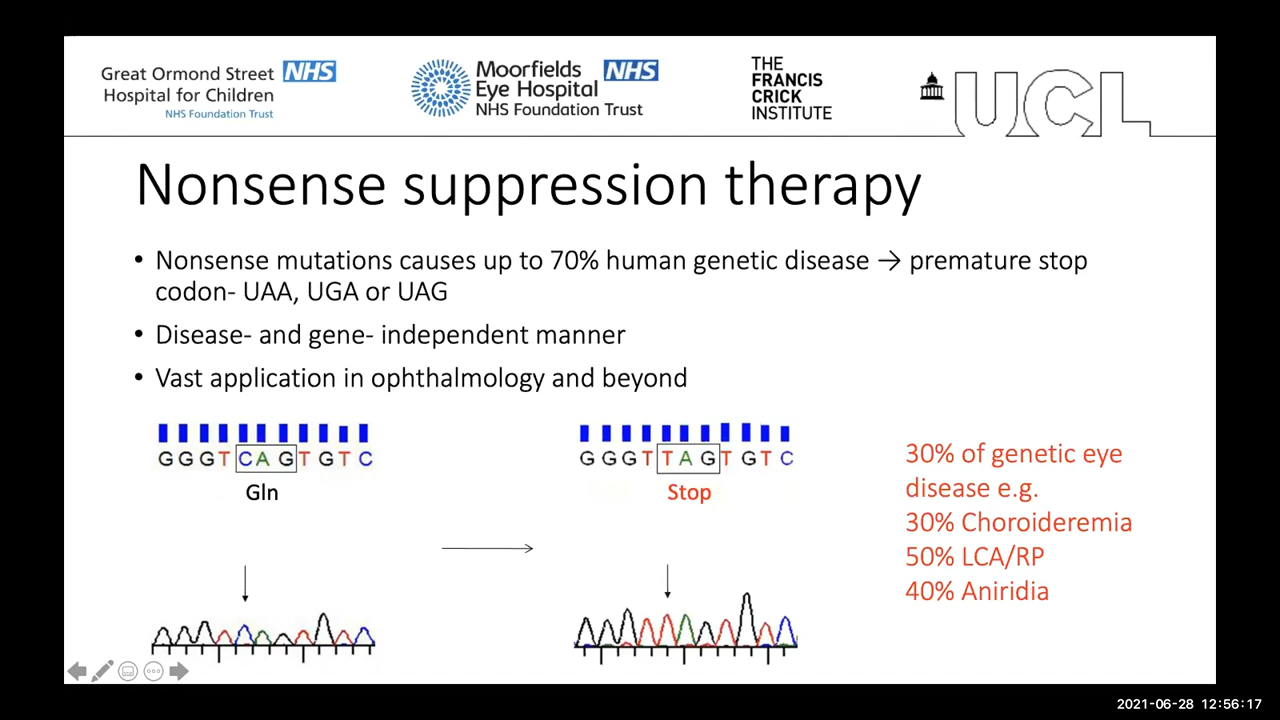 Great Ormond Street NHS
Hospital for Children
NHS Foundation Trust
Moorfields NHS
Eye Hospital
NHS Foundation Trust
THE
FRANCIS
CRICK
INSTITUTE
UCL
Nonsense suppression therapy
• Nonsense mutations causes up to 70% human genetic disease → premature stop
codon- UAA, UGA or UAG
• Disease- and gene- independent manner
• Vast application in ophthalmology and beyond
G G G T C A G T G T C
Gln
G G G T T A G T G T C
Stop
30% of genetic eye
disease e.g.
30% Choroideremia
50% LCA/RP
40% Aniridia
2021-06-28 12:56:17